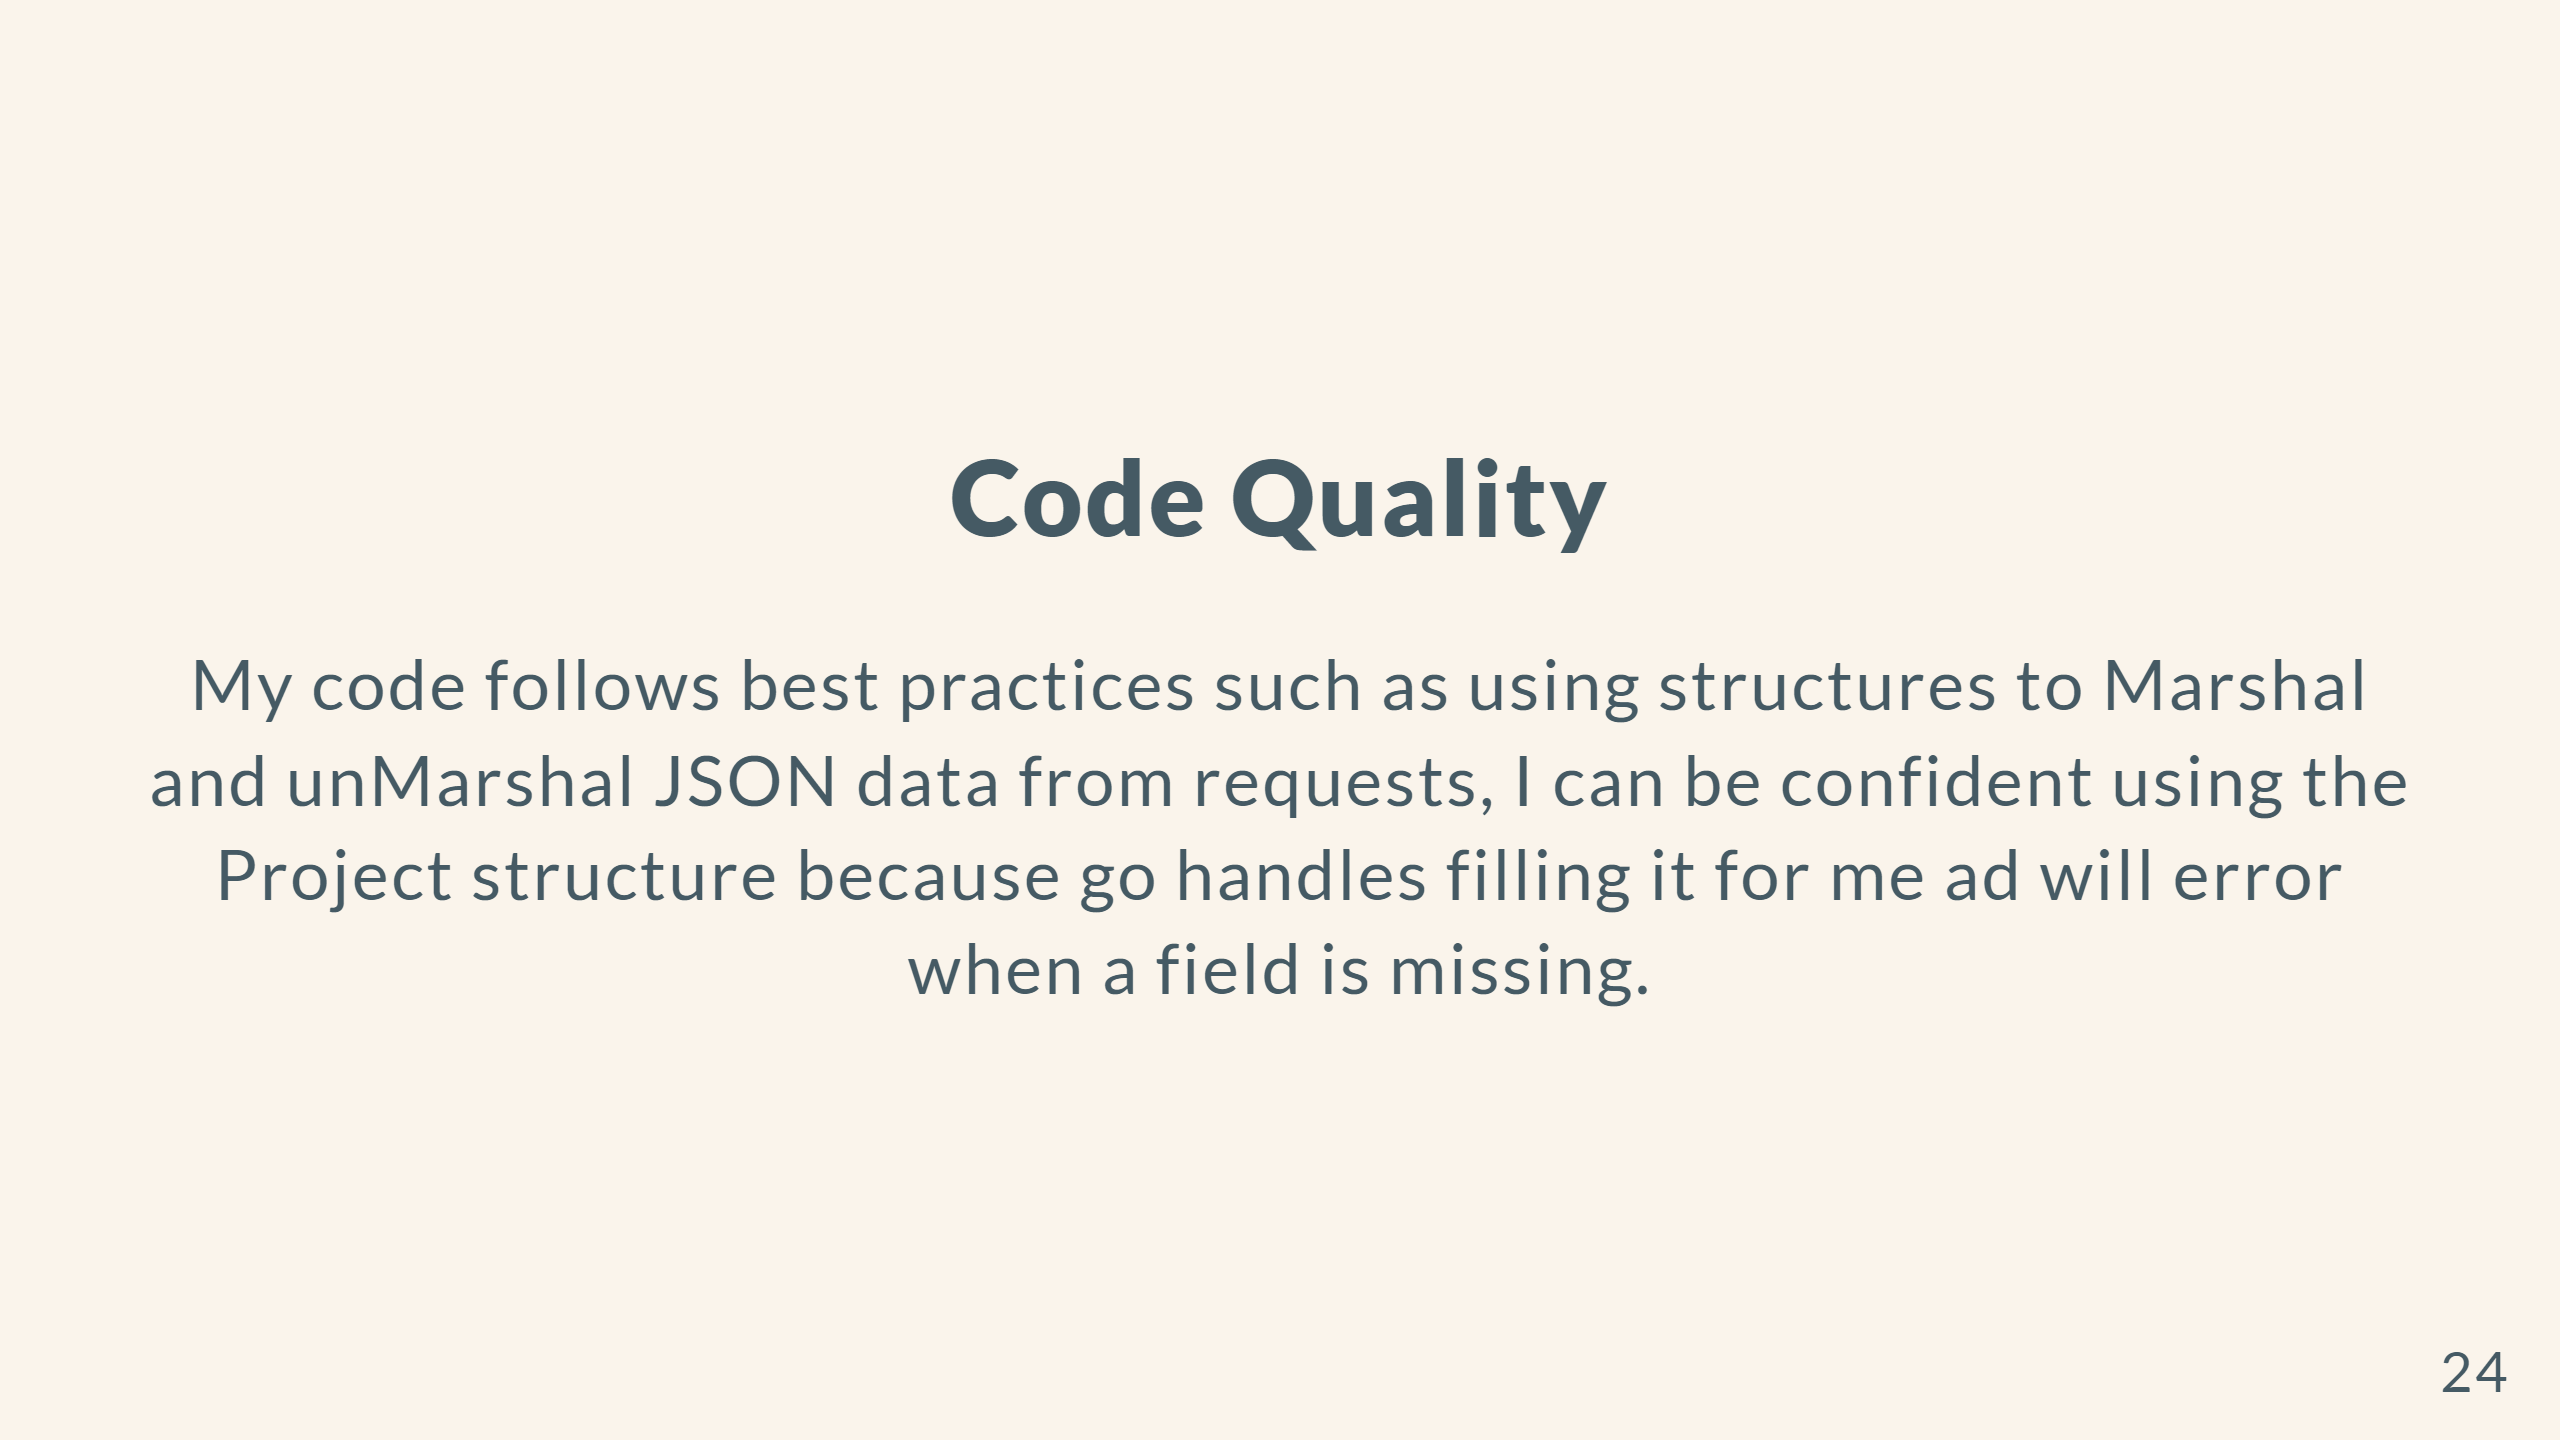 Code Quality
My code follows best practices such as using structures to Marshal
and unMarshal JSON data from requests, I can be confident using the
Project structure because go handles filling it for me ad will error
when a field is missing.
24